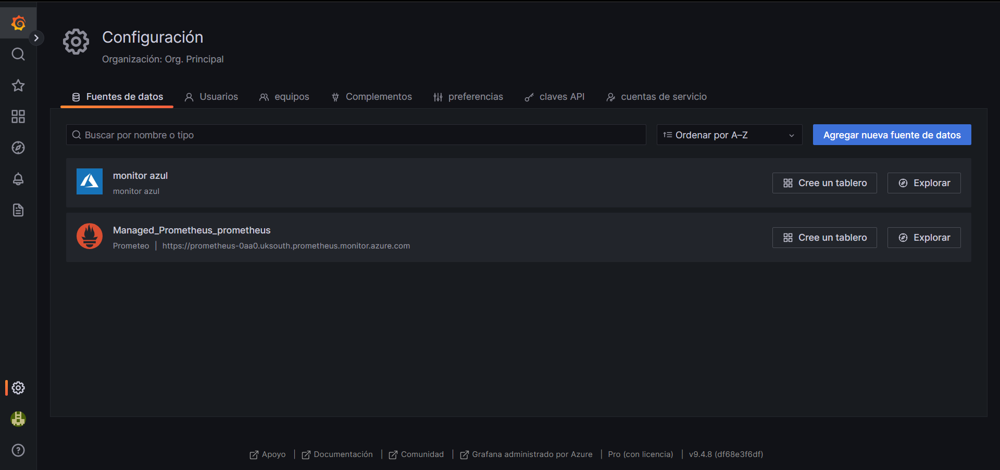 Configuración
Organización: Org. Principal
Fuentes de datos Usuarios equipos Complementos preferencias claves API cuentas de servicio
Buscar por nombre o tipo Ordenar por A–Z Agregar nueva fuente de datos
monitor azul
monitor azul
Cree un tablero Explorar
Managed_Prometheus_prometheus
Prometeo | https://prometheus-0aa0.uksouth.prometheus.monitor.azure.com
Cree un tablero Explorar
Apoyo | Documentación | Comunidad | Grafana administrado por Azure | Pro (con licencia) | v9.4.8 (df68e3f6df)